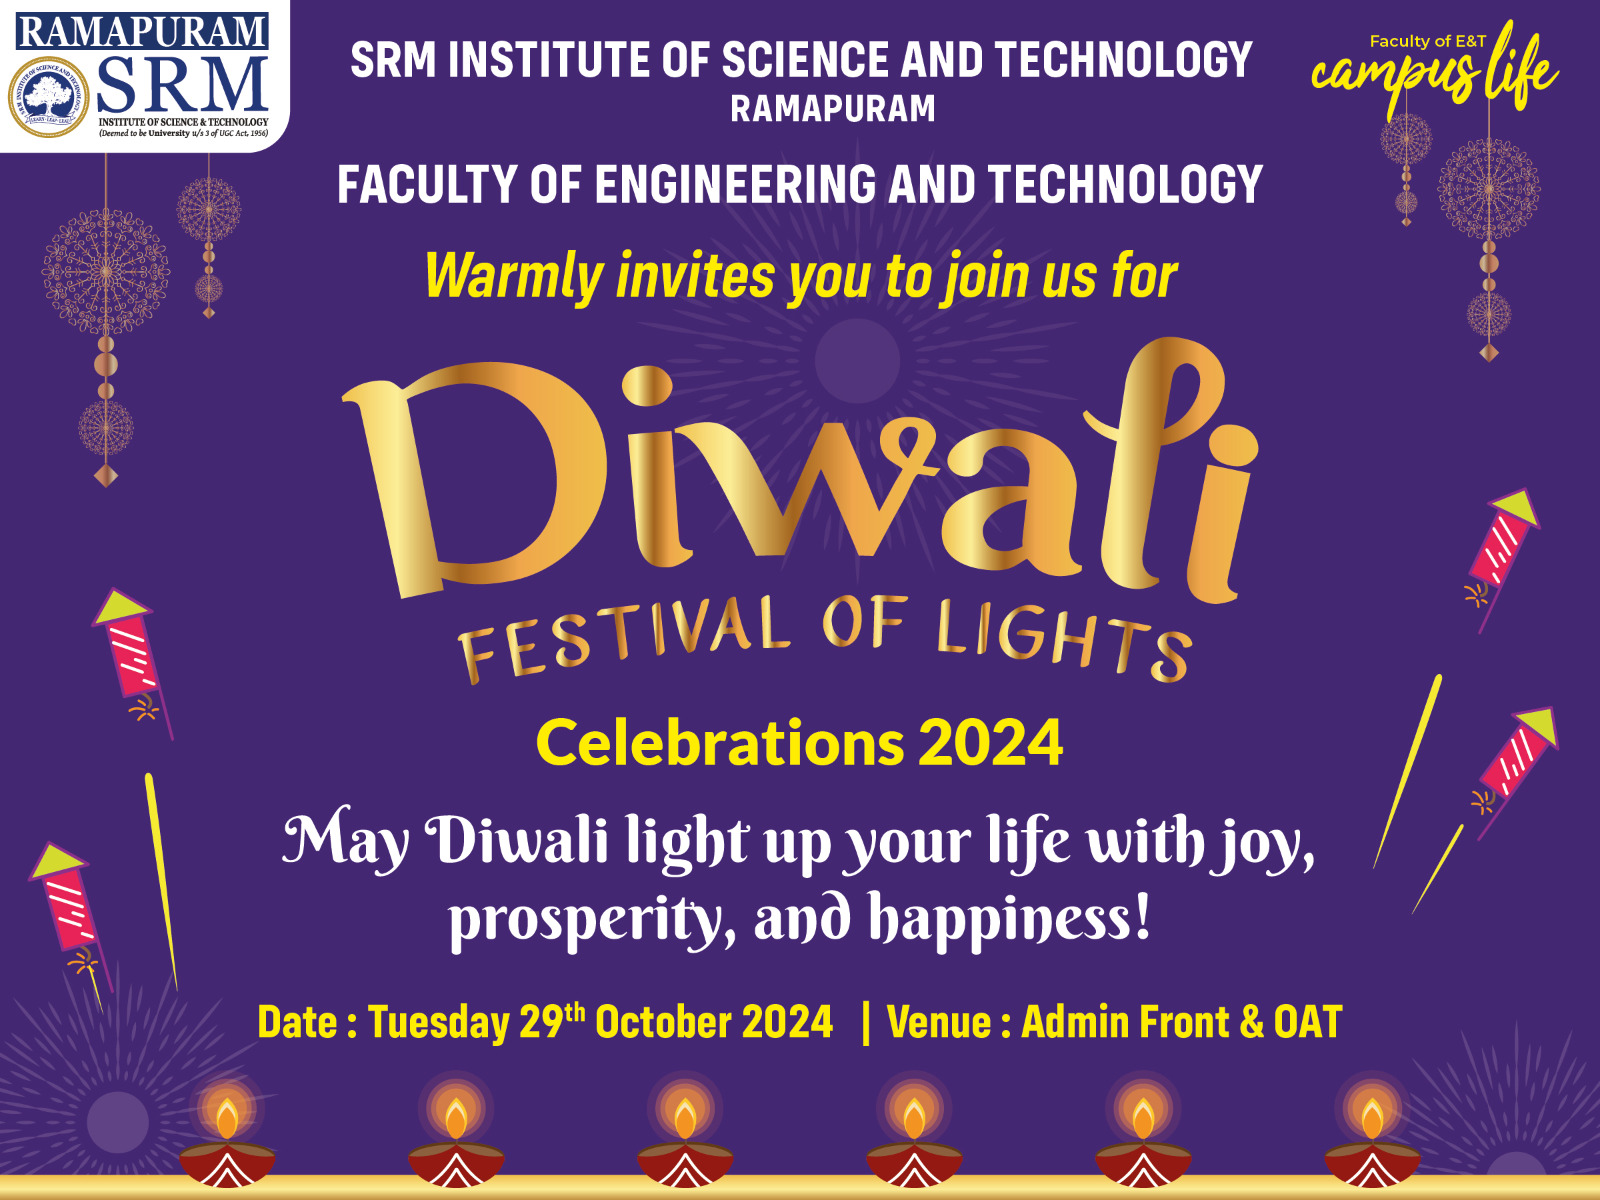 RAMAPURAM
SRM
INSTITUTE OF SCIENCE & TECHNOLOGY
(Deemed to be University u/s 3 of UGC Act, 1956)
SRM INSTITUTE OF SCIENCE AND TECHNOLOGY
RAMAPURAM
Faculty of E&T
campus life
FACULTY OF ENGINEERING AND TECHNOLOGY
Warmly invites you to join us for
Diwali
FESTIVAL OF LIGHTS
Celebrations 2024
May Diwali light up your life with joy,
prosperity, and happiness!
Date : Tuesday 29th October 2024 | Venue : Admin Front & OAT